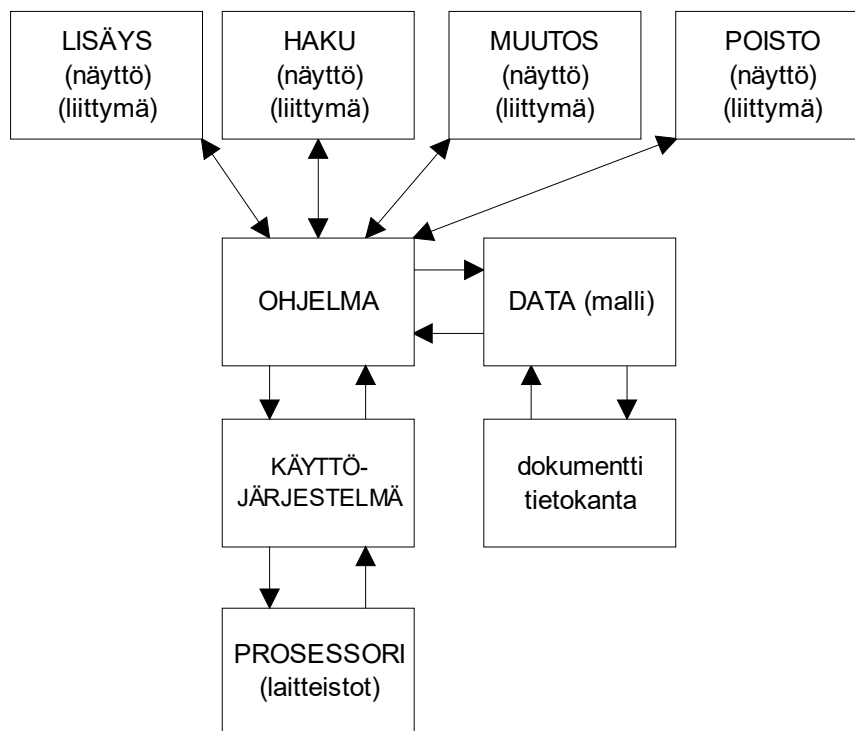 LISÄYS
(näyttö)
(liittymä)
HAKU
(näyttö)
(liittymä)
MUUTOS
(näyttö)
(liittymä)
POISTO
(näyttö)
(liittymä)
OHJELMA
DATA (malli)
KÄYTTÖ-
JÄRJESTELMÄ
dokumentti
tietokanta
PROSESSORI
(laitteistot)